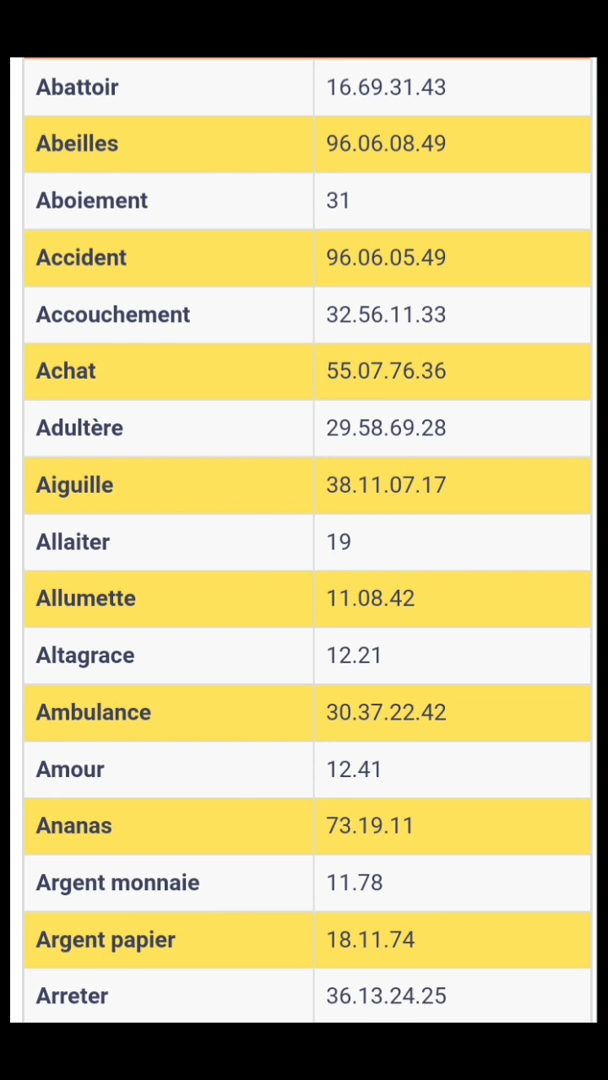 Abattoir 16.69.31.43
Abeilles 96.06.08.49
Aboiement 31
Accident 96.06.05.49
Accouchement 32.56.11.33
Achat 55.07.76.36
Adultère 29.58.69.28
Aiguille 38.11.07.17
Allaiter 19
Allumette 11.08.42
Altagrace 12.21
Ambulance 30.37.22.42
Amour 12.41
Ananas 73.19.11
Argent monnaie 11.78
Argent papier 18.11.74
Arreter 36.13.24.25